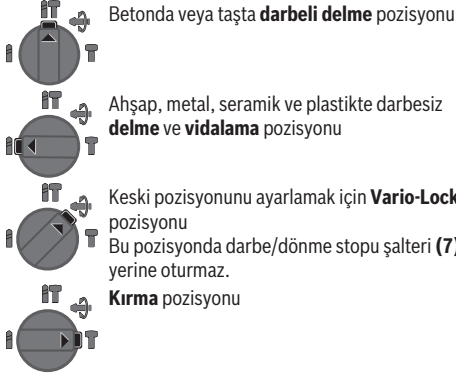 Betonda veya taşta darbeli delme pozisyonu
Ahşap, metal, seramik ve plastikte darbesiz
delme ve vidalama pozisyonu
Keski pozisyonunu ayarlamak için Vario-Lock
pozisyonu
Bu pozisyonda darbe/dönme stopu şalteri (7)
yerine oturmaz.
Kırma pozisyonu